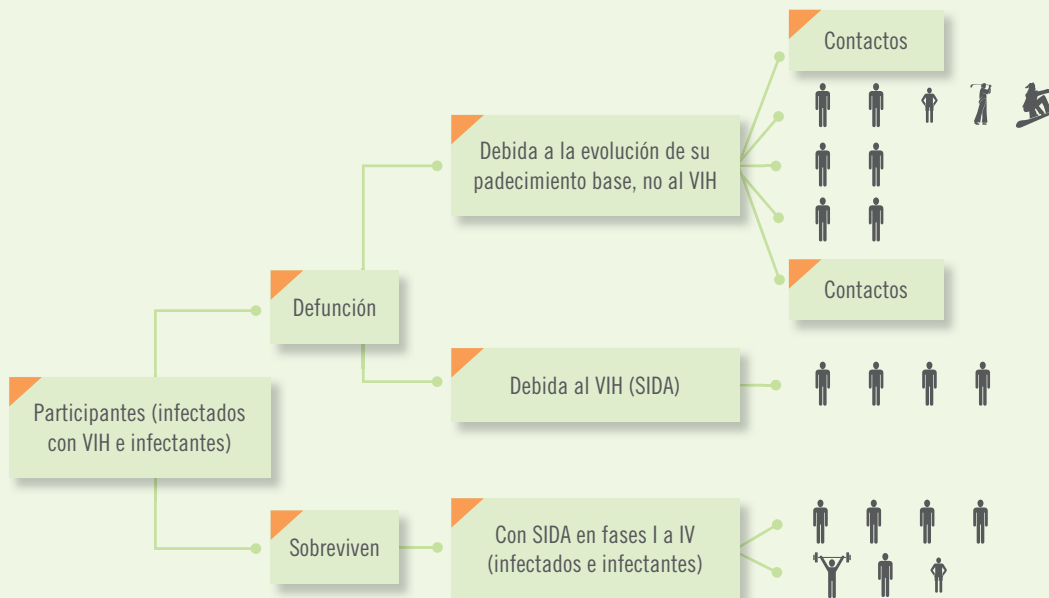 Contactos
Debida a la evolución de su
padecimiento base, no al VIH
Contactos
Defunción
Debida al VIH (SIDA)
Participantes (infectados
con VIH e infectantes)
Sobreviven
Con SIDA en fases I a IV
(infectados e infectantes)